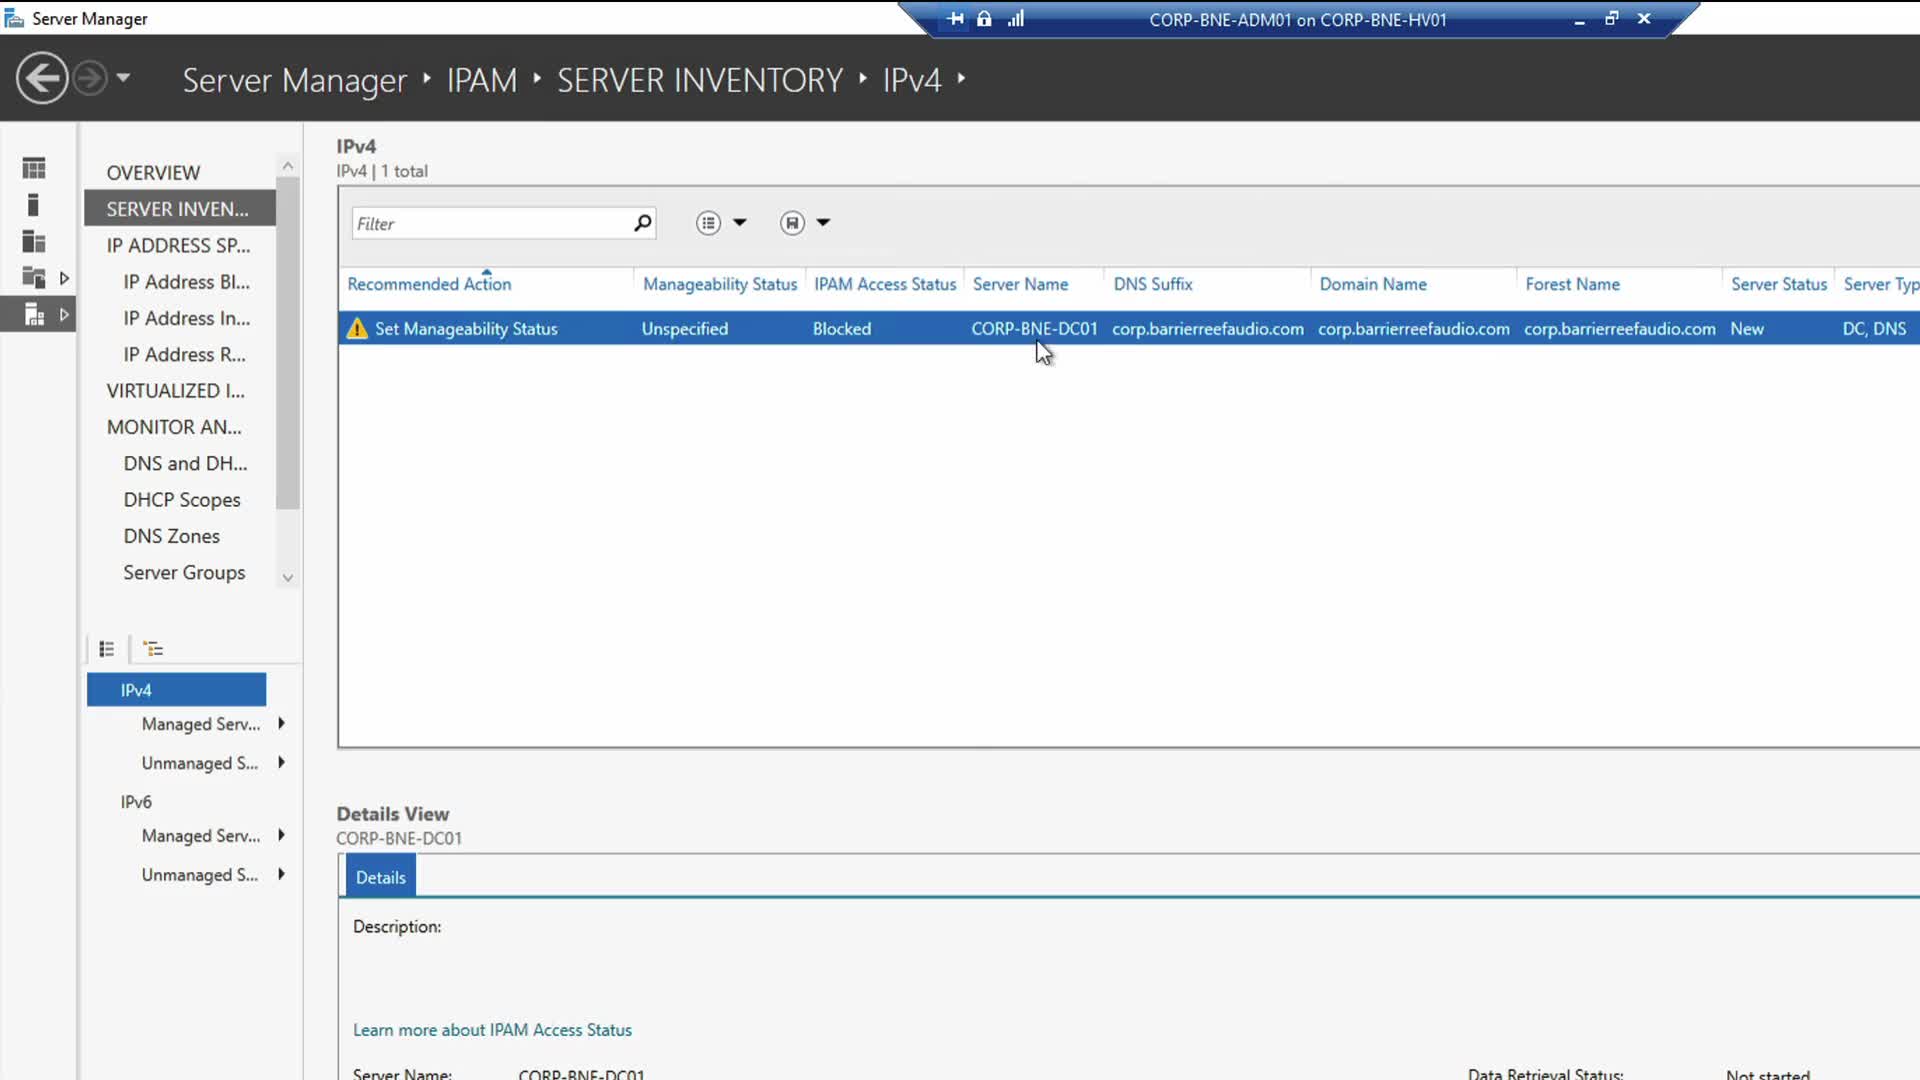 Server Manager
CORP-BNE-ADM01 on CORP-BNE-HV01
Server Manager IPAM SERVER INVENTORY IPv4
OVERVIEW
SERVER INVEN...
IP ADDRESS SP...
IP Address Bl...
IP Address In...
IP Address R...
VIRTUALIZED I...
MONITOR AN...
DNS and DH...
DHCP Scopes
DNS Zones
Server Groups
IPv4
Managed Serv...
Unmanaged S...
IPv6
Managed Serv...
Unmanaged S...
IPv4
IPv4 | 1 total
Filter
Recommended Action Manageability Status IPAM Access Status Server Name DNS Suffix Domain Name Forest Name Server Status Server Typ
Set Manageability Status Unspecified Blocked CORP-BNE-DC01 corp.barrierreefaudio.com corp.barrierreefaudio.com corp.barrierreefaudio.com New DC, DNS
Details View
CORP-BNE-DC01
Details
Description:
Learn more about IPAM Access Status
Server Name: CORP-BNE-DC01 Data Retrieval Status: Not started